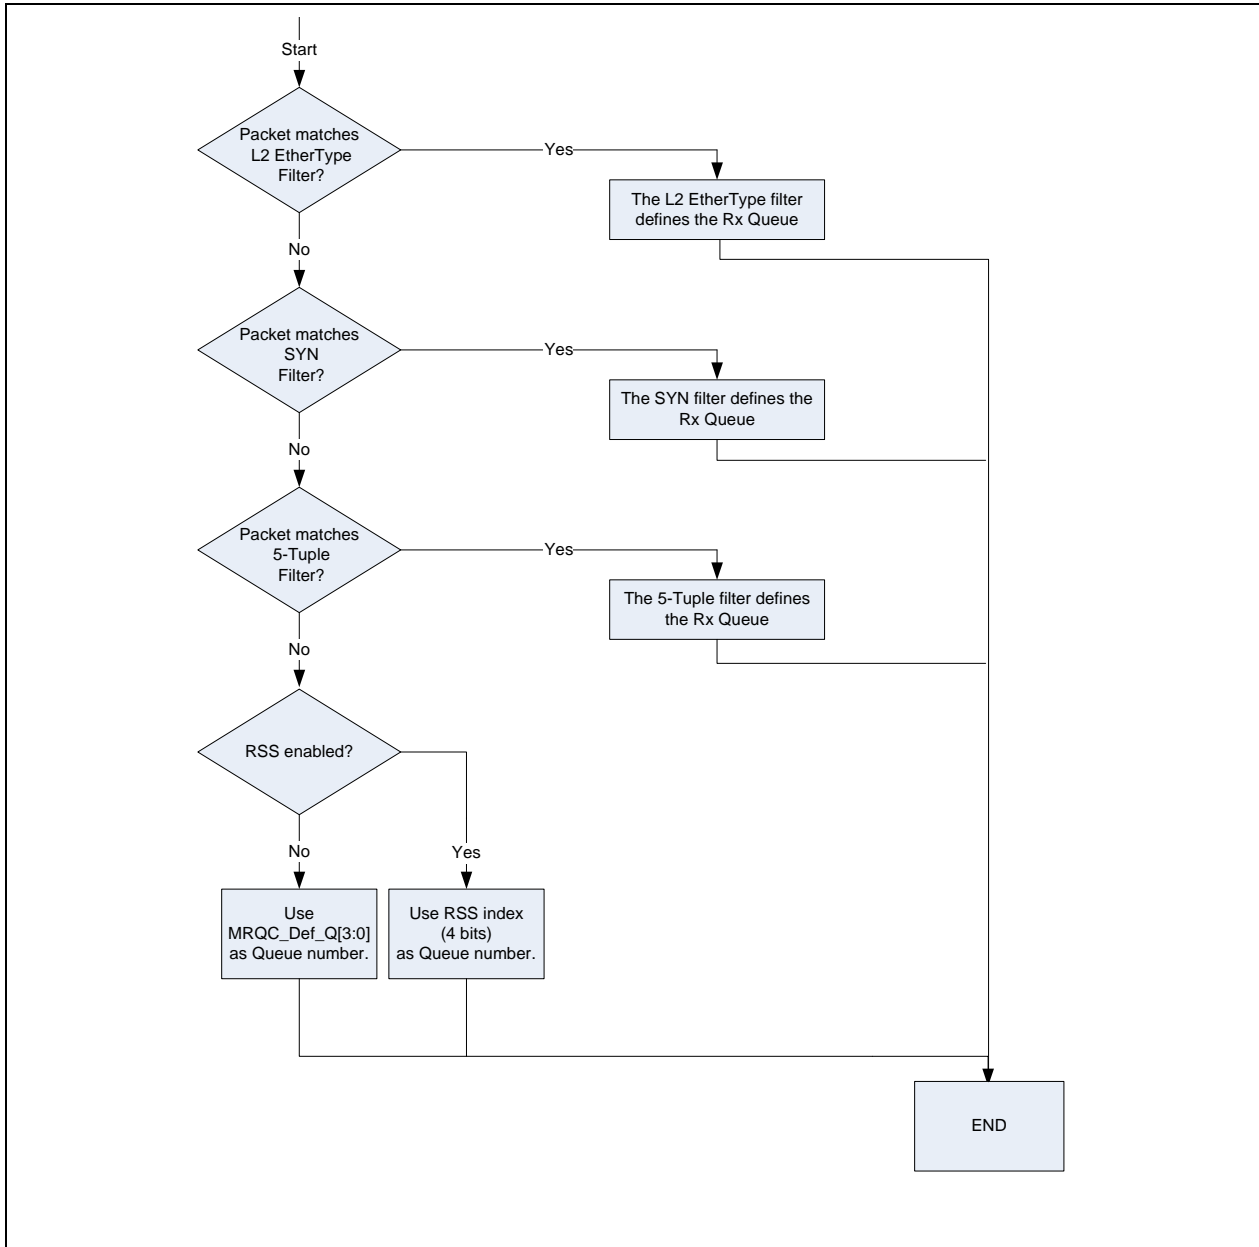 Start
Packet matches
L2 EtherType
Filter?
Yes
The L2 EtherType filter
defines the Rx Queue
No
Packet matches
SYN
Filter?
Yes
The SYN filter defines the
Rx Queue
No
Packet matches
5-Tuple
Filter?
Yes
The 5-Tuple filter defines
the Rx Queue
No
RSS enabled?
No
Yes
Use
MRQC_Def_Q[3:0]
as Queue number.
Use RSS index
(4 bits)
as Queue number.
END